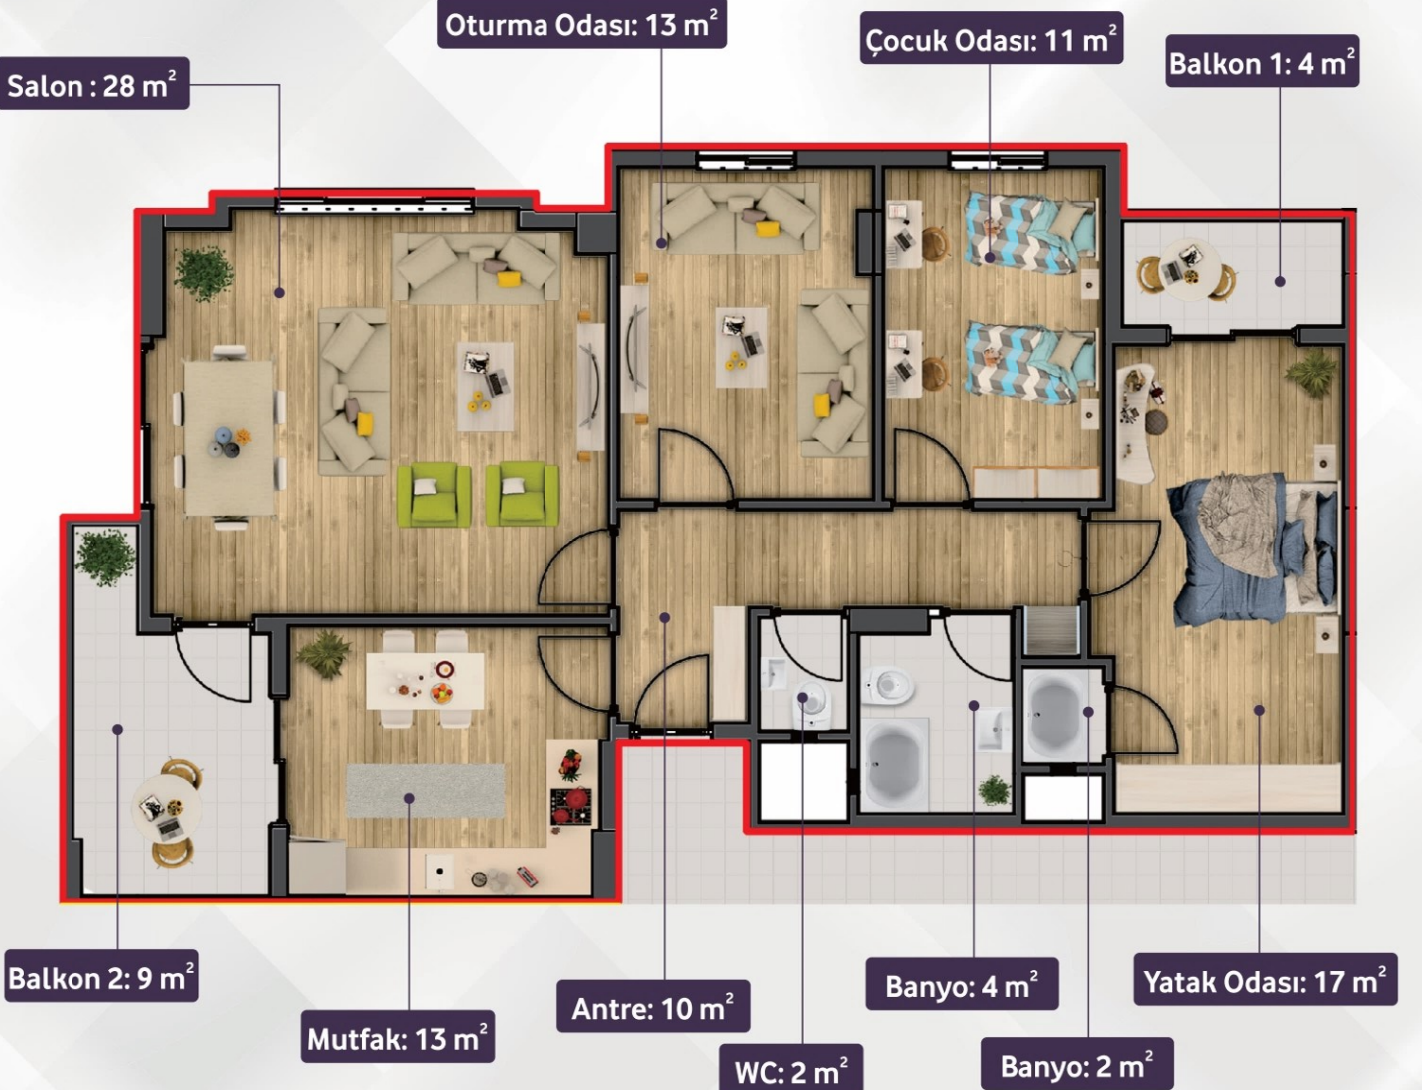 Oturma Odası: 13 m²
Çocuk Odası: 11 m²
Balkon 1: 4 m²
Salon : 28 m²
Balkon 2: 9 m²
Mutfak: 13 m²
Antre: 10 m²
WC: 2 m²
Banyo: 4 m²
Banyo: 2 m²
Yatak Odası: 17 m²